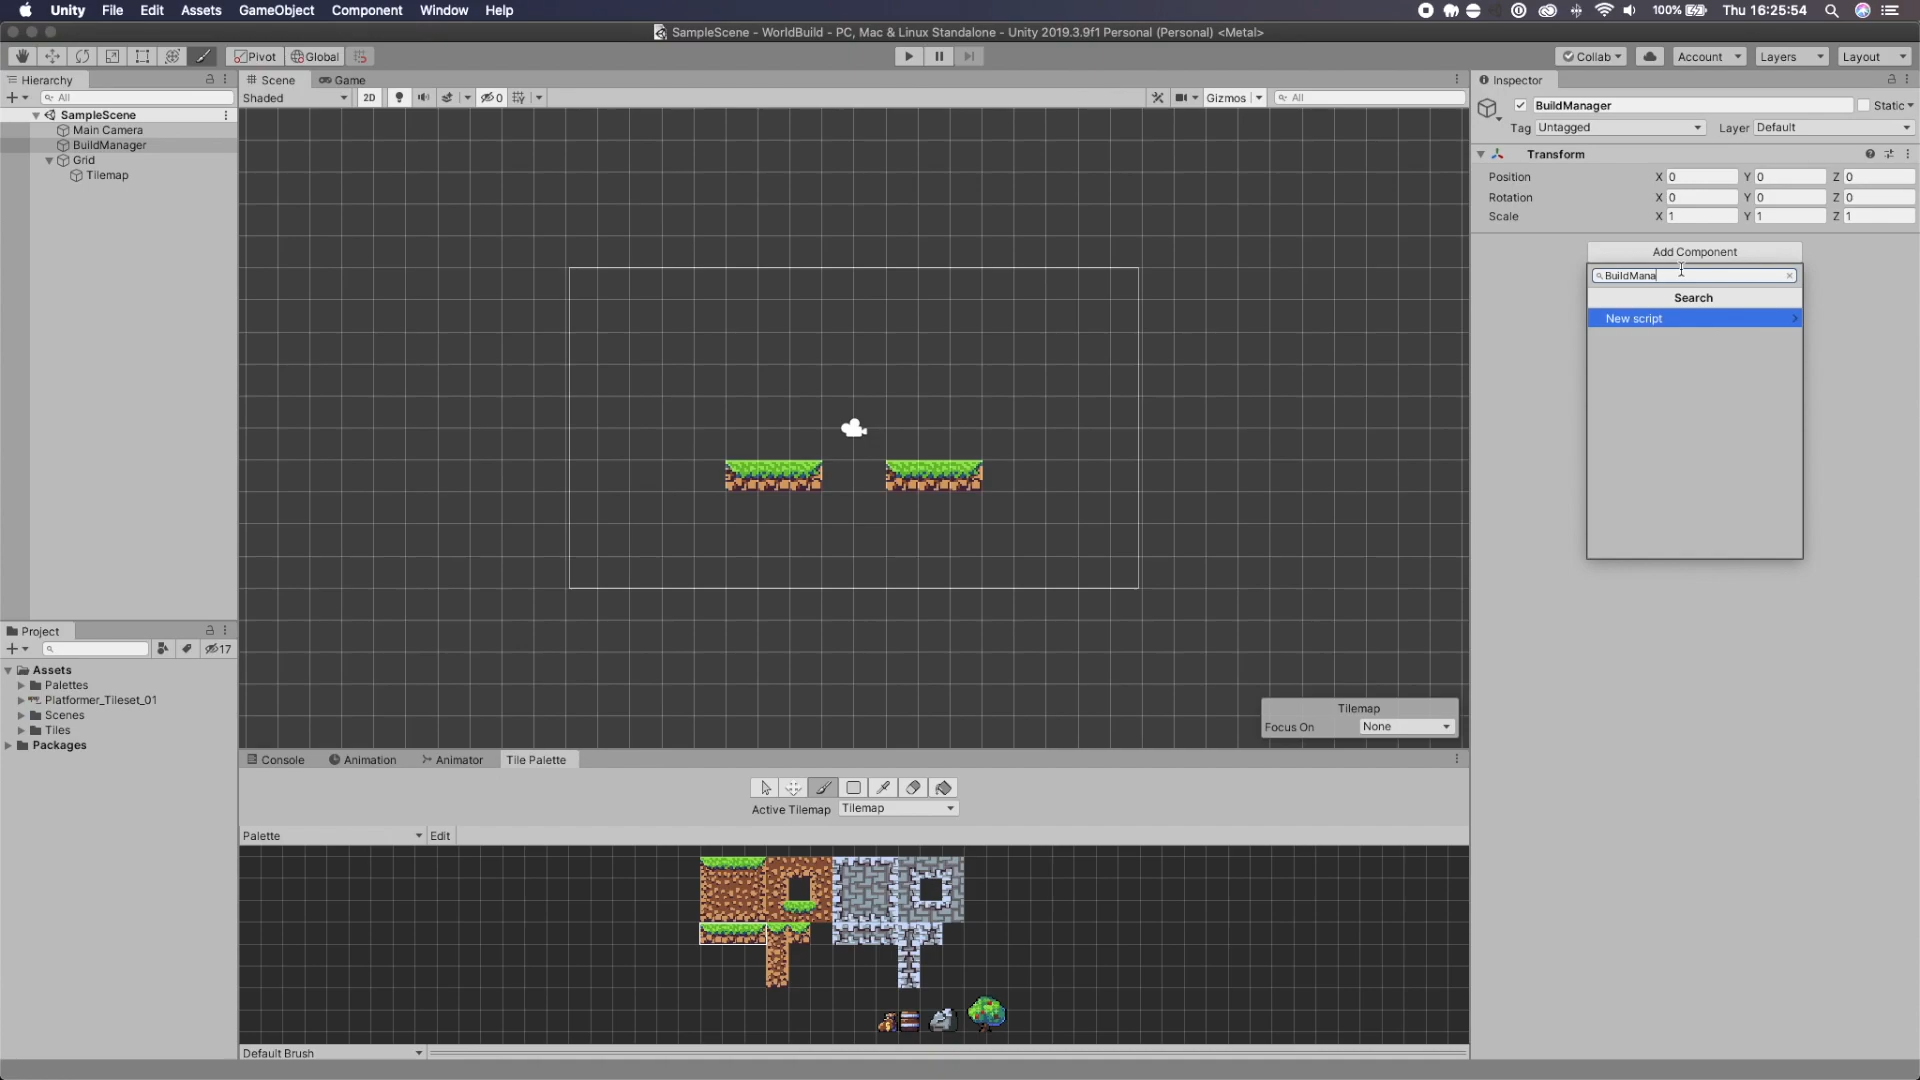 Unity File Edit Assets GameObject Component Window Help 100% Thu 16:25:54
SampleScene - WorldBuild - PC, Mac & Linux Standalone - Unity 2019.3.9f1 Personal (Personal) <Metal>
Pivot Global Collab Account Layers Layout
Hierarchy
All
SampleScene
Main Camera
BuildManager
Grid
Tilemap
Scene Game
Shaded 2D 0 Gizmos All
Tilemap
Focus On None
Inspector
BuildManager Static
Tag Untagged Layer Default
Transform
Position X 0 Y 0 Z 0
Rotation X 0 Y 0 Z 0
Scale X 1 Y 1 Z 1
Add Component
BuildMana
Search
New script
Project
17
Assets
Palettes
Platformer_Tileset_01
Scenes
Tiles
Packages
Console Animation Animator Tile Palette
Active Tilemap Tilemap
Palette Edit
Default Brush